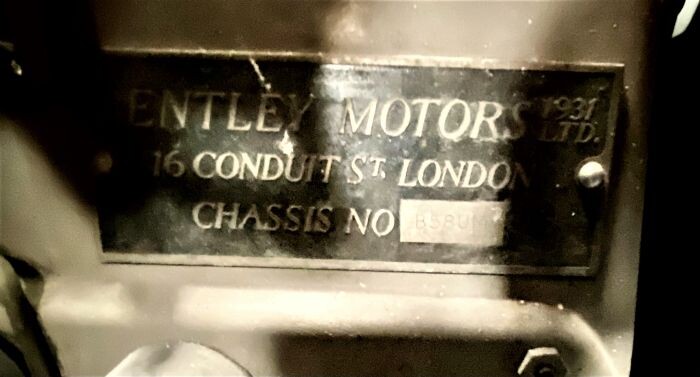 ENTLEY MOTORS 1931 LTD.
16 CONDUIT ST. LONDON
CHASSIS NO